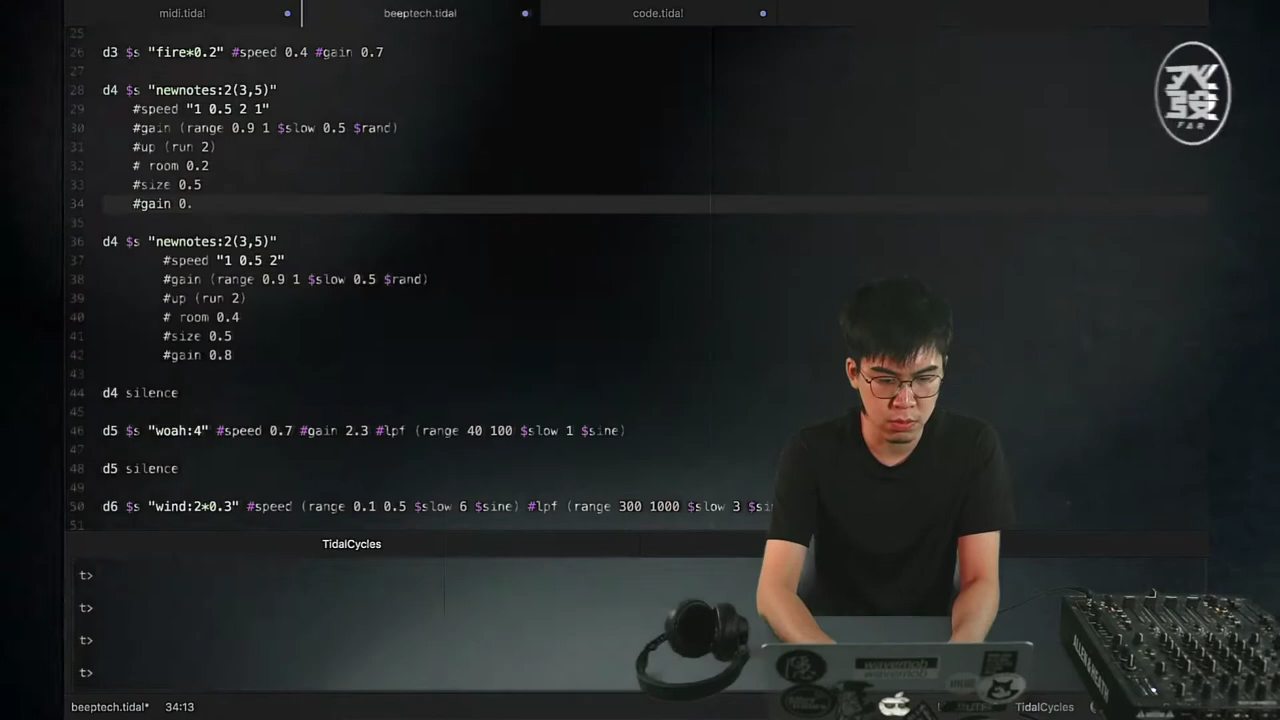 midi.tidal
beeptech.tidal
code.tidal
25
26 d3 $s "fire*0.2" #speed 0.4 #gain 0.7
27
28 d4 $s "newnotes:2(3,5)"
29 #speed "1 0.5 2 1"
30 #gain (range 0.9 1 $slow 0.5 $rand)
31 #up (run 2)
32 # room 0.2
33 #size 0.5
34 #gain 0.
35
36 d4 $s "newnotes:2(3,5)"
37 #speed "1 0.5 2"
38 #gain (range 0.9 1 $slow 0.5 $rand)
39 #up (run 2)
40 # room 0.4
41 #size 0.5
42 #gain 0.8
43
44 d4 silence
45
46 d5 $s "woah:4" #speed 0.7 #gain 2.3 #lpf (range 40 100 $slow 1 $sine)
47
48 d5 silence
49
50 d6 $s "wind:2*0.3" #speed (range 0.1 0.5 $slow 6 $sine) #lpf (range 300 1000 $slow 3 $sin
51
TidalCycles
t>
t>
t>
t>
beeptech.tidal* 34:13
TidalCycles
FAR
wavemob
wavemob
ALLEN & HEATH